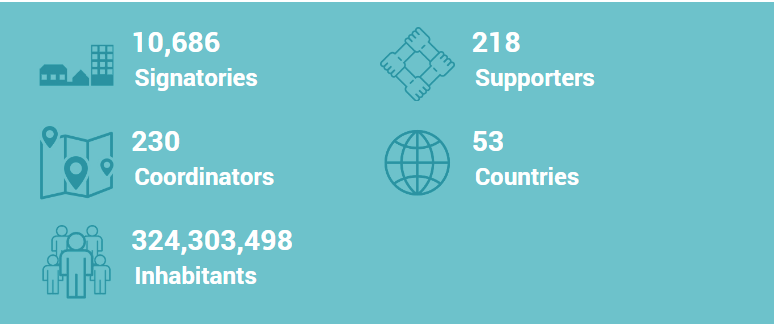 10,686
Signatories
218
Supporters
230
Coordinators
53
Countries
324,303,498
Inhabitants